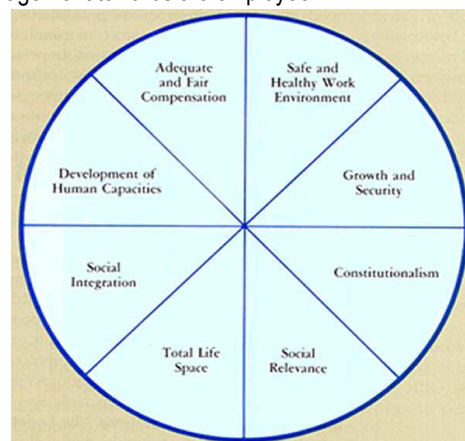 Adequate
and Fair
Compensation
Safe and
Healthy Work
Environment
Development of
Human Capacities
Growth and
Security
Social
Integration
Constitutionalism
Total Life
Space
Social
Relevance